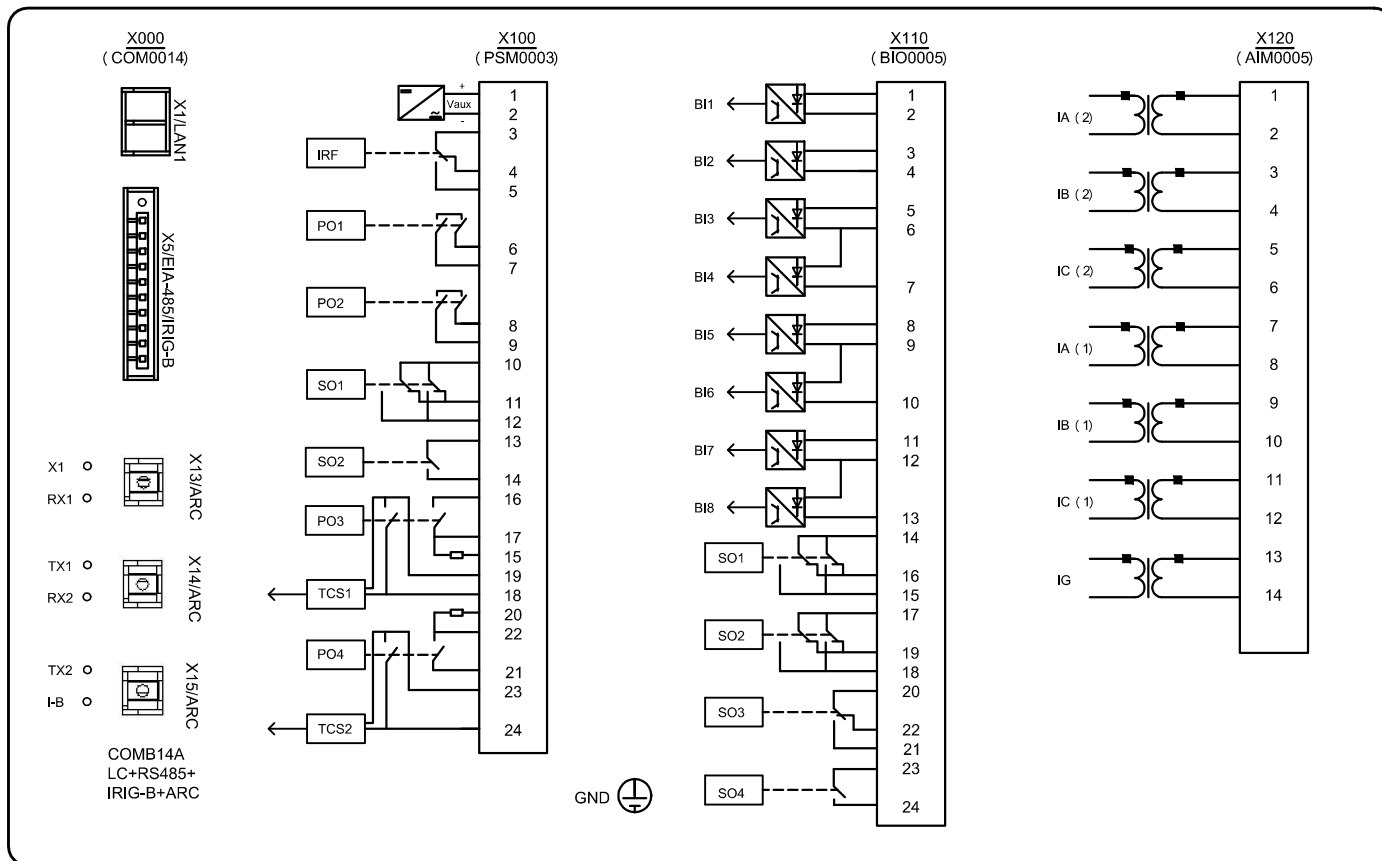 X000
( COM0014)
X1/LAN1
X5/EIA-485/IRIG-B
X1
RX1
X13/ARC
TX1
RX2
X14/ARC
TX2
I-B
X15/ARC
COMB14A
LC+RS485+
IRIG-B+ARC
X100
( PSM0003)
+
Vaux
-
1
2
3
IRF
4
5
PO1
6
7
PO2
8
9
10
SO1
11
12
13
SO2
14
16
PO3
17
15
19
TCS1
18
20
22
PO4
21
23
TCS2
24
GND
X110
( BIO0005)
BI1
1
2
BI2
3
4
BI3
5
6
BI4
7
BI5
8
9
BI6
10
BI7
11
12
BI8
13
14
SO1
16
15
17
SO2
19
18
20
SO3
22
21
23
SO4
24
X120
( AIM0005)
IA ( 2)
1
2
IB ( 2)
3
4
IC ( 2)
5
6
IA ( 1)
7
8
IB ( 1)
9
10
IC ( 1)
11
12
IG
13
14